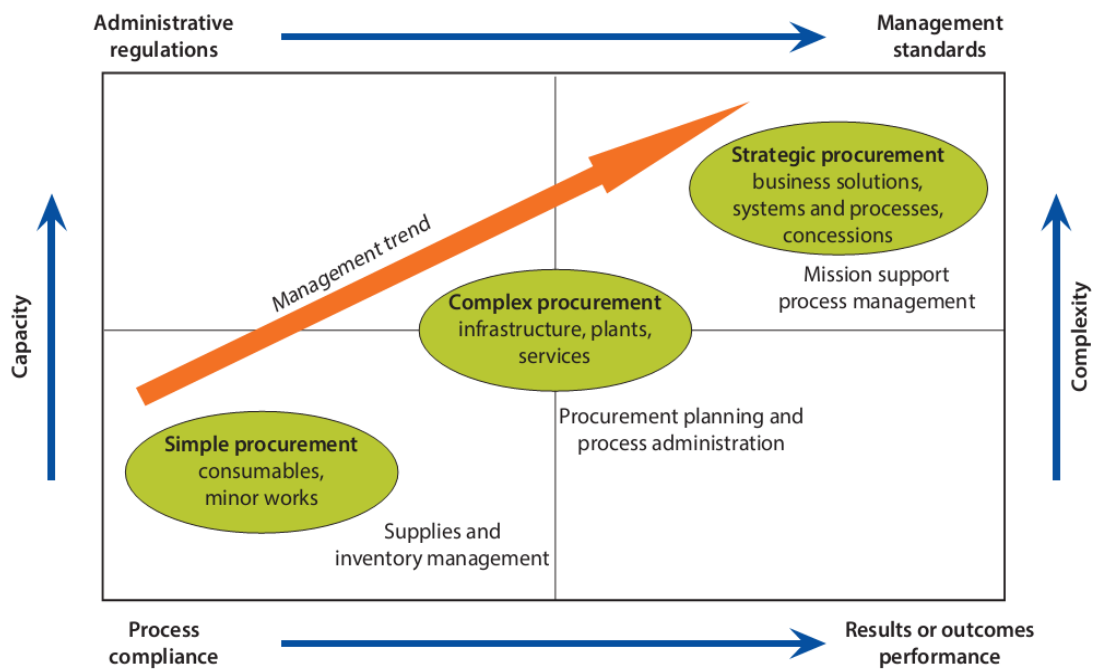 Administrative
regulations
Management
standards
Strategic procurement
business solutions,
systems and processes,
concessions
Mission support
process management
Management trend
Complex procurement
infrastructure, plants,
services
Procurement planning and
process administration
Simple procurement
consumables,
minor works
Supplies and
inventory management
Capacity
Complexity
Process
compliance
Results or outcomes
performance